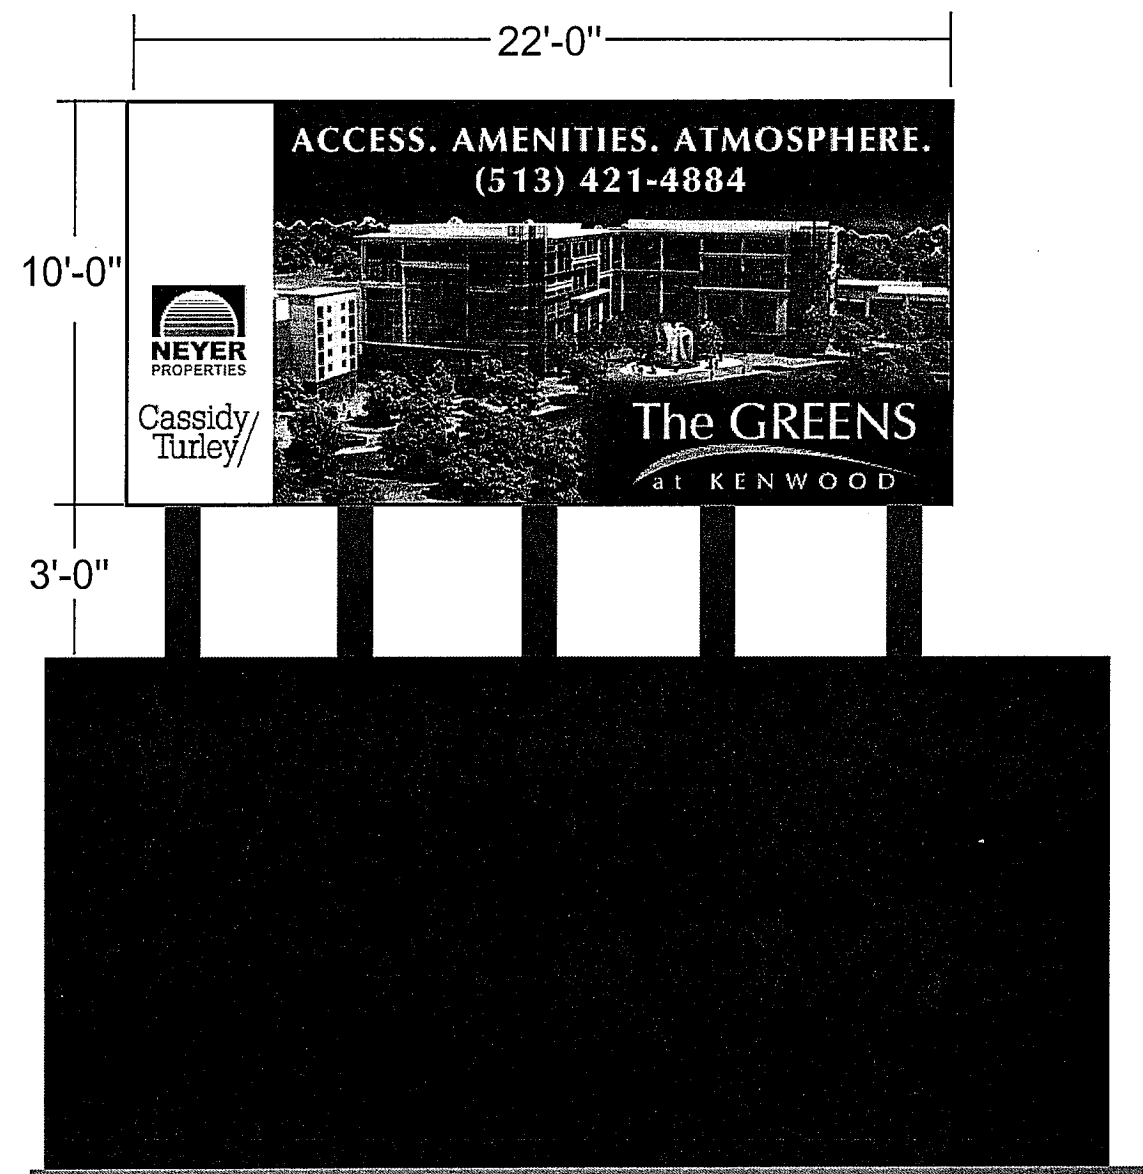 22'-0"
ACCESS. AMENITIES. ATMOSPHERE.
(513) 421-4884
10'-0"
NEYER
PROPERTIES
Cassidy/
Turley/
The GREENS
at KENWOOD
3'-0"